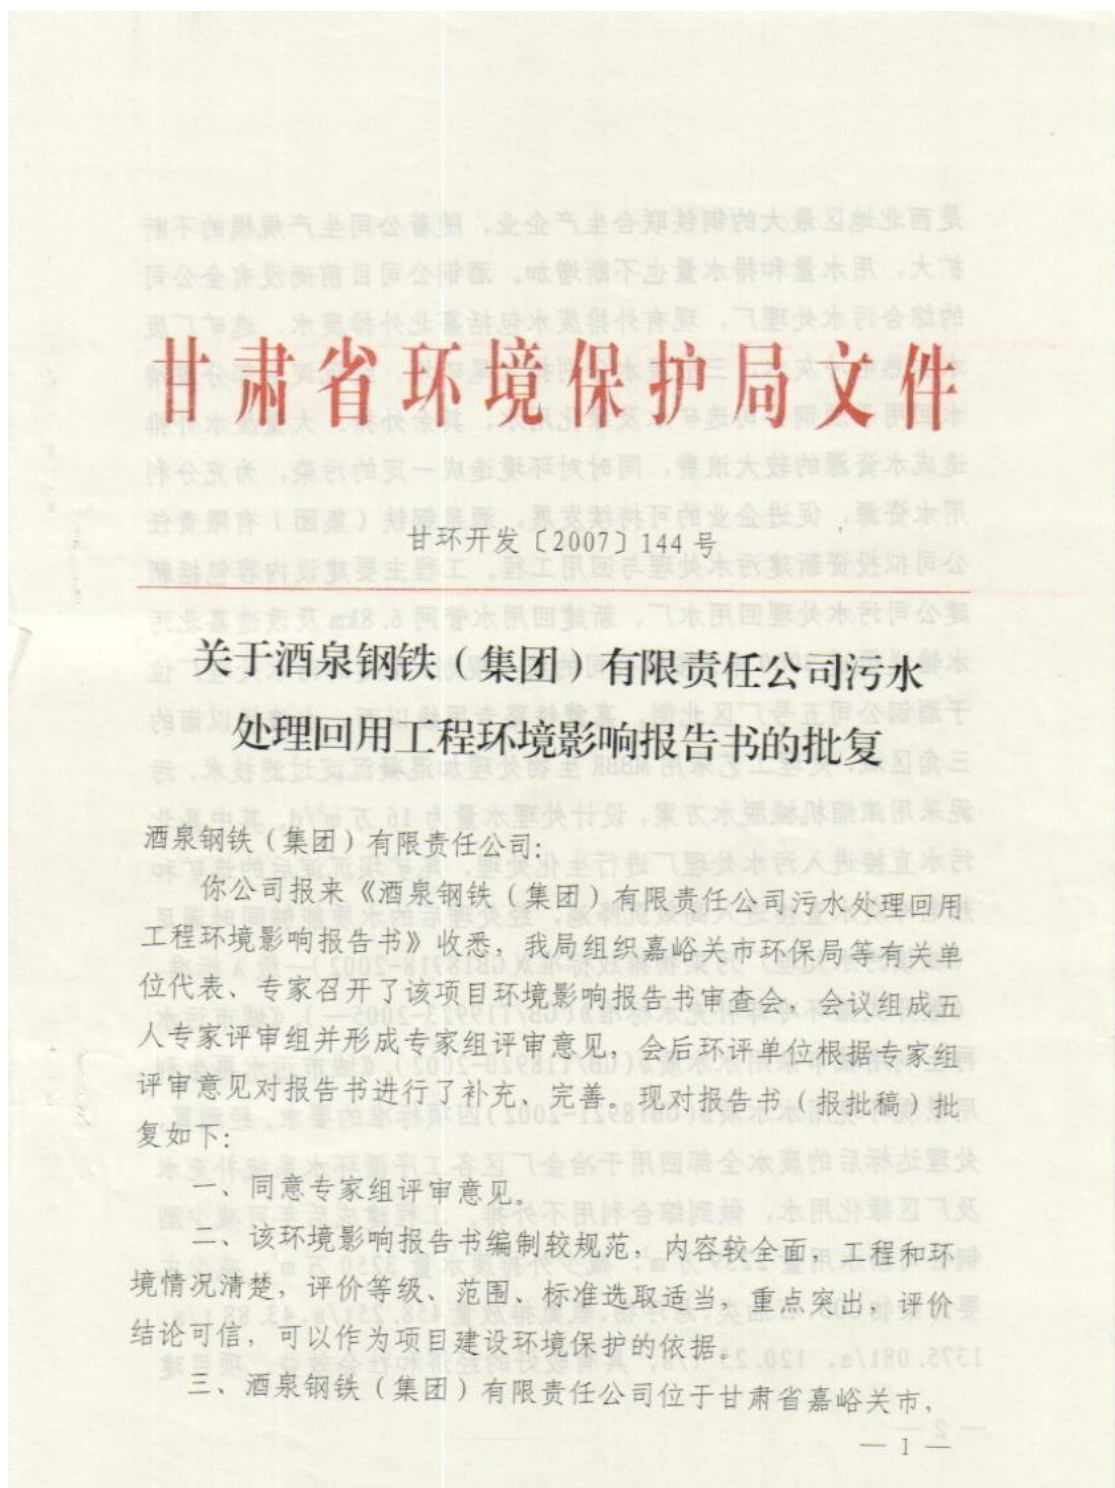 甘肃省环境保护局文件
甘环开发〔2007〕144号
关于酒泉钢铁（集团）有限责任公司污水
处理回用工程环境影响报告书的批复
酒泉钢铁（集团）有限责任公司：
你公司报来《酒泉钢铁（集团）有限责任公司污水处理回用
工程环境影响报告书》收悉，我局组织嘉峪关市环保局等有关单
位代表、专家召开了该项目环境影响报告书审查会，会议组成五
人专家评审组并形成专家组评审意见，会后环评单位根据专家组
评审意见对报告书进行了补充、完善。现对报告书（报批稿）批
复如下：
一、同意专家组评审意见。
二、该环境影响报告书编制较规范，内容较全面，工程和环
境情况清楚，评价等级、范围、标准选取适当，重点突出，评价
结论可信，可以作为项目建设环境保护的依据。
三、酒泉钢铁（集团）有限责任公司位于甘肃省嘉峪关市，
— 1 —